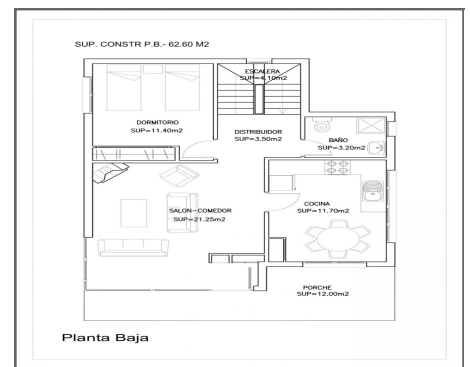 SUP. CONSTR P.B.- 62.60 M2
ESCALERA
SUP=4.10m2
DORMITORIO
SUP=11.40m2
DISTRIBUIDOR
SUP=3.50m2
BAÑO
SUP=3.20m2
SALON-COMEDOR
SUP=21.25m2
COCINA
SUP=11.70m2
PORCHE
SUP=12.00m2
Planta Baja